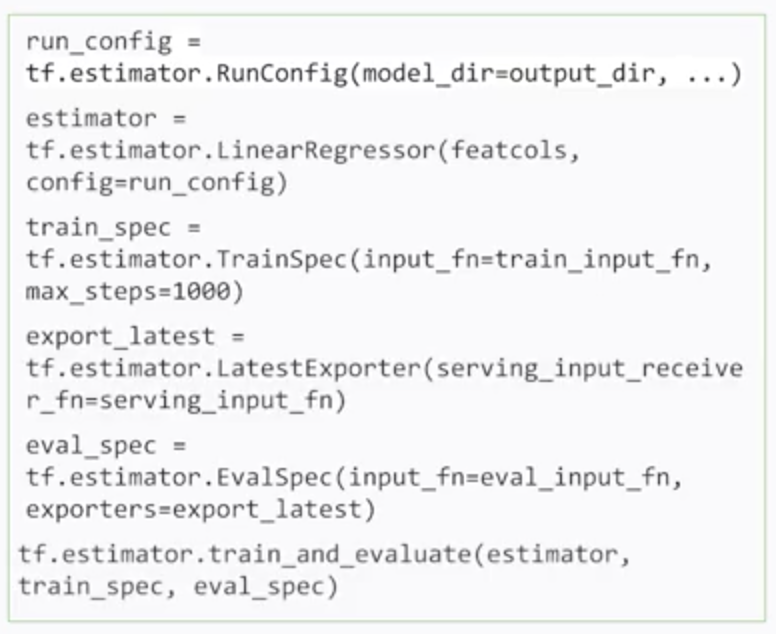 run_config =
tf.estimator.RunConfig(model_dir=output_dir, ...)
estimator =
tf.estimator.LinearRegressor(featcols,
config=run_config)
train_spec =
tf.estimator.TrainSpec(input_fn=train_input_fn,
max_steps=1000)
export_latest =
tf.estimator.LatestExporter(serving_input_receive
r_fn=serving_input_fn)
eval_spec =
tf.estimator.EvalSpec(input_fn=eval_input_fn,
exporters=export_latest)
tf.estimator.train_and_evaluate(estimator,
train_spec, eval_spec)